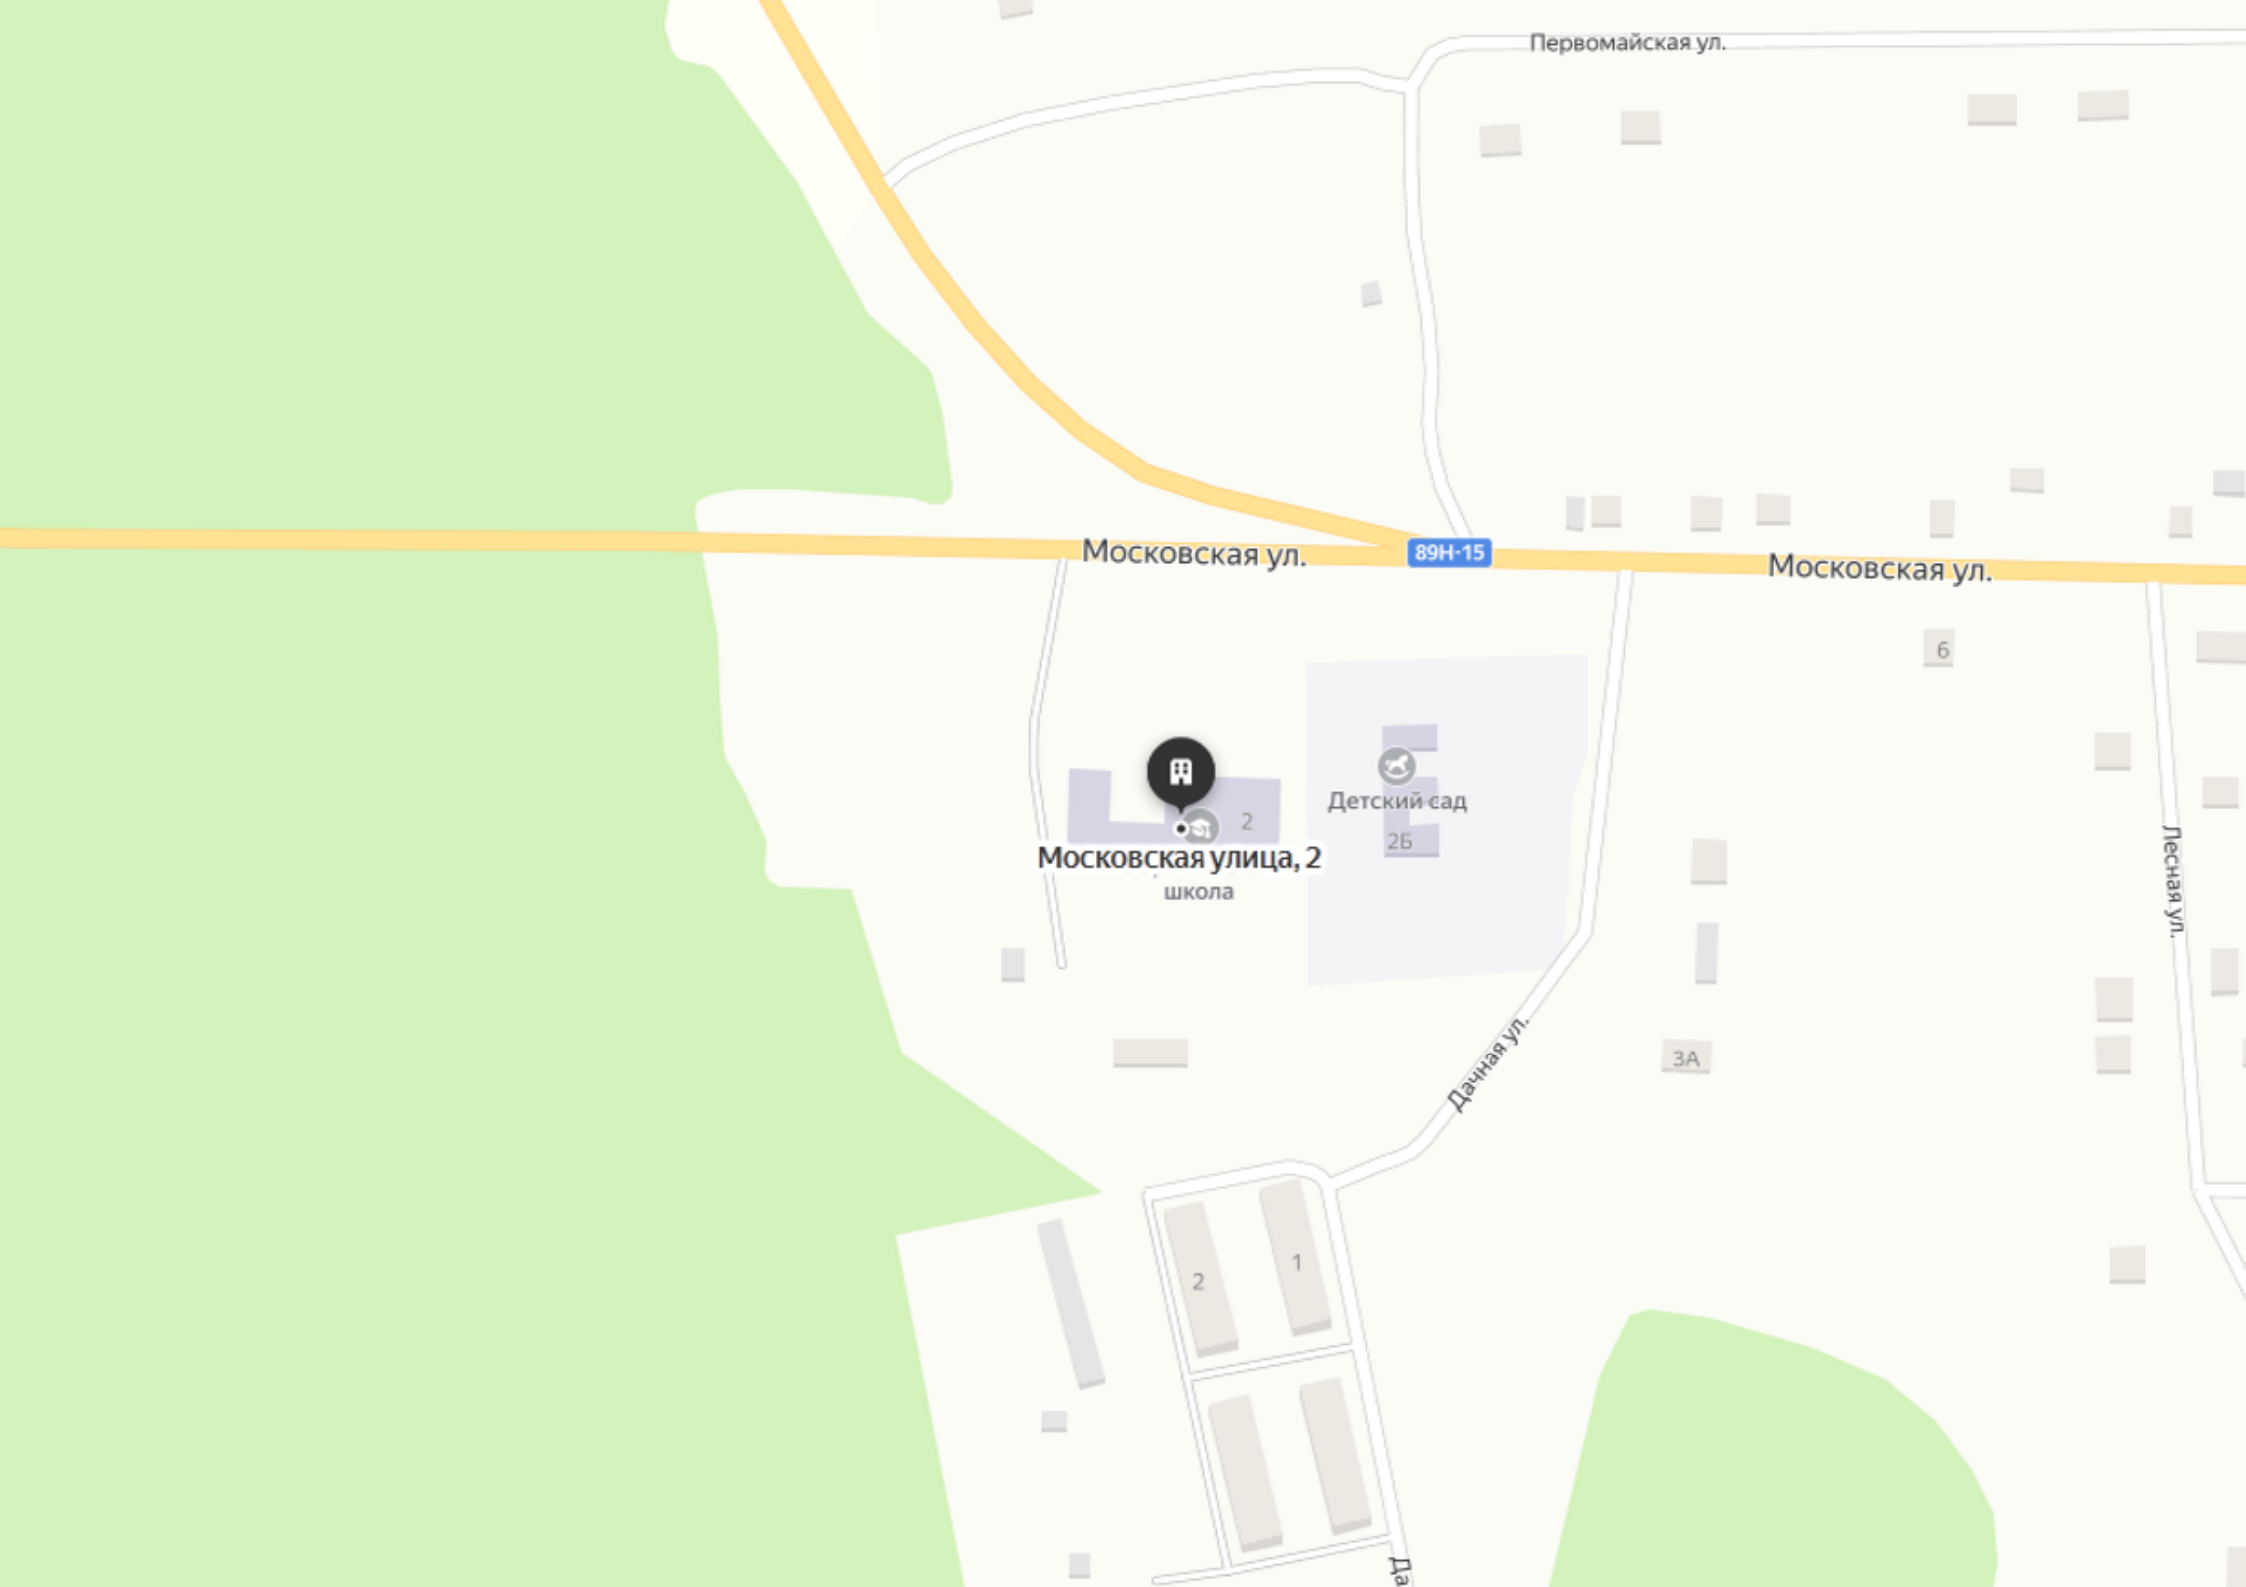 Первомайская ул.
Московская ул.
89Н-15
Московская ул.
6
2
Детский сад
2Б
Московская улица, 2
школа
Лесная ул.
Дачная ул.
3А
1
2
Да